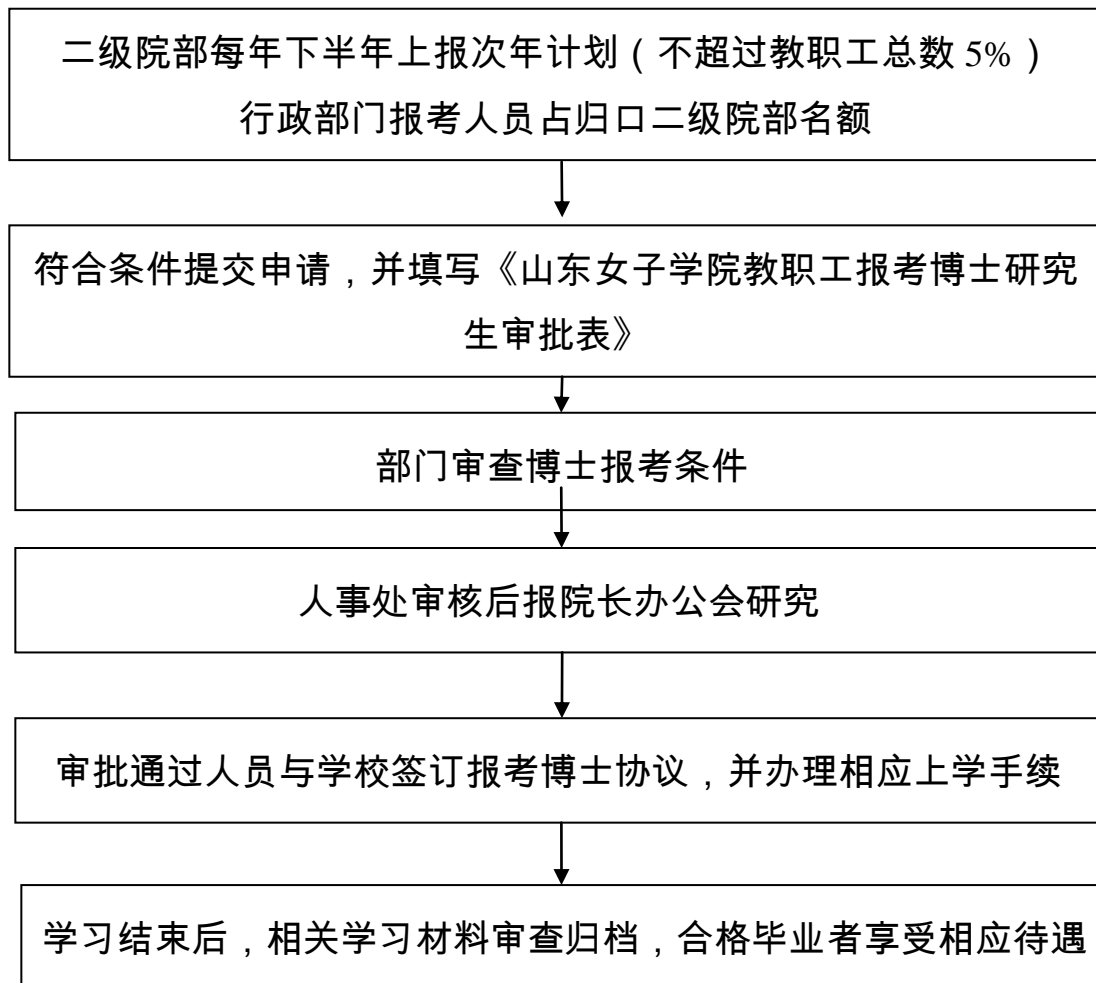 二级院部每年下半年上报次年计划（不超过教职工总数 5%）
行政部门报考人员占归口二级院部名额
符合条件提交申请，并填写《山东女子学院教职工报考博士研究
生审批表》
部门审查博士报考条件
人事处审核后报院长办公会研究
审批通过人员与学校签订报考博士协议，并办理相应上学手续
学习结束后，相关学习材料审查归档，合格毕业者享受相应待遇